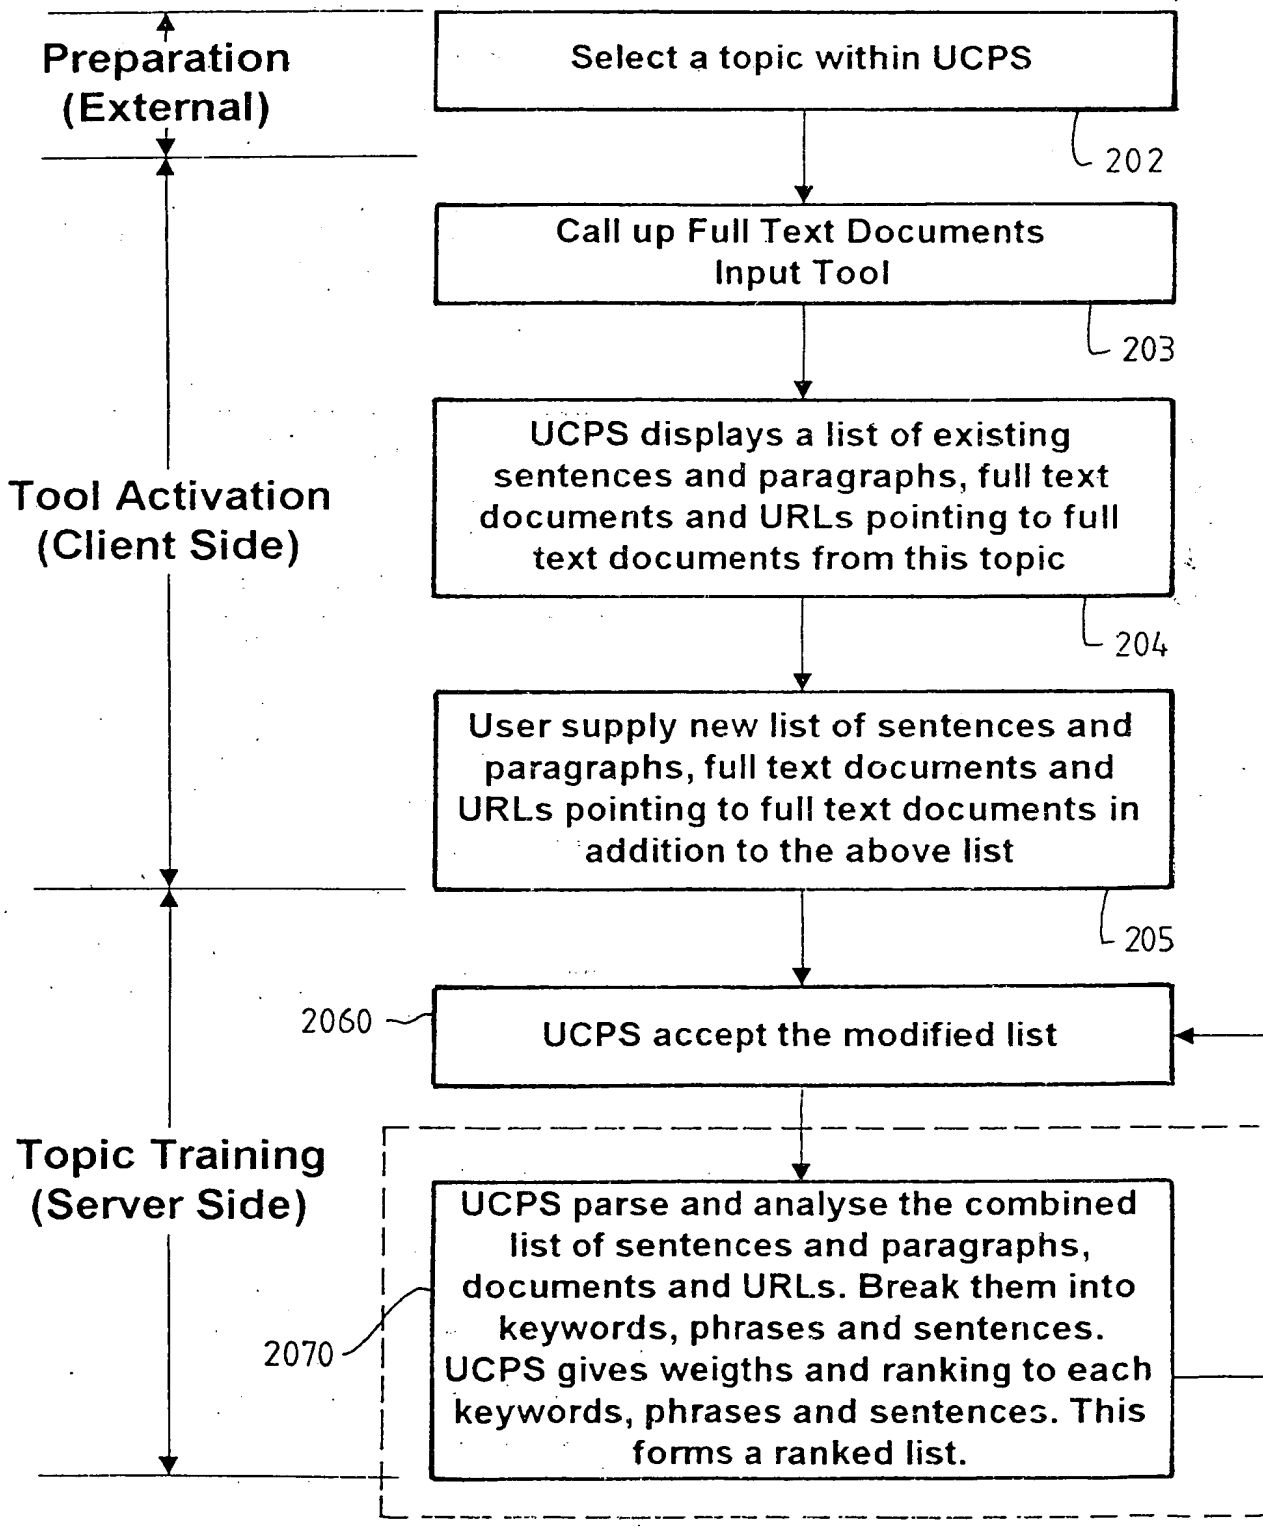 Preparation
(External)
Select a topic within UCPS
202
Call up Full Text Documents
Input Tool
203
Tool Activation
(Client Side)
UCPS displays a list of existing
sentences and paragraphs, full text
documents and URLs pointing to full
text documents from this topic
204
User supply new list of sentences and
paragraphs, full text documents and
URLs pointing to full text documents in
addition to the above list
205
2060
UCPS accept the modified list
Topic Training
(Server Side)
UCPS parse and analyse the combined
list of sentences and paragraphs,
documents and URLs. Break them into
keywords, phrases and sentences.
UCPS gives weigths and ranking to each
keywords, phrases and sentences. This
forms a ranked list.
2070